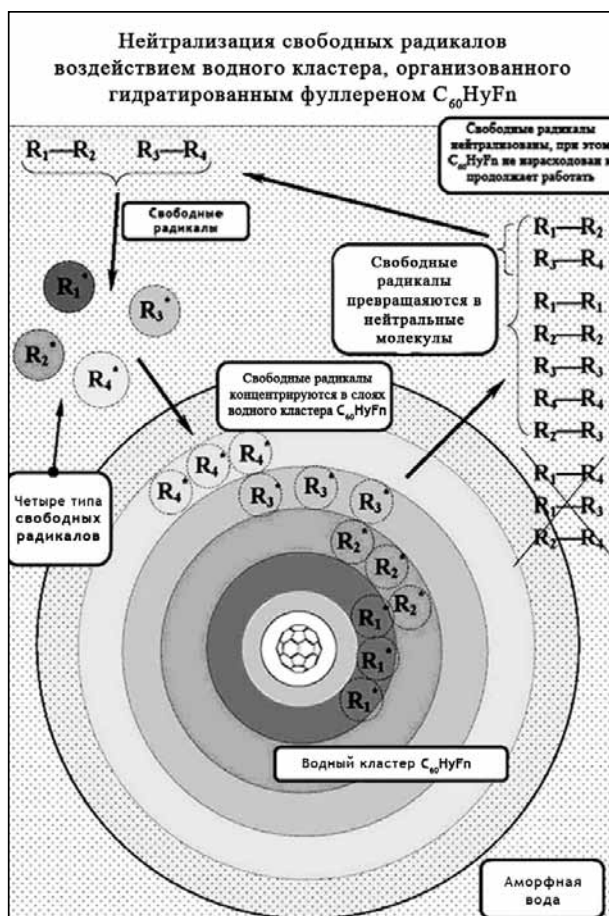 Нейтрализация свободных радикалов
воздействием водного кластера, организованного
гидратированным фуллереном C₆₀HyFn
Свободные радикалы
нейтрализованы, при этом
C₆₀HyFn не нарасходован и
продолжает работать
R₁—R₂ R₃—R₄
Свободные
радикалы
R₁*
R₃*
R₂*
R₄*
Свободные
радикалы
превращаяются в
нейтральные
молекулы
R₁—R₂
R₃—R₄
R₁—R₁
R₂—R₂
R₃—R₃
R₄—R₄
R₂—R₃
R₁—R₄
R₁—R₃
R₂—R₄
Свободные радикалы
концентрируются в слоях
водного кластера C₆₀HyFn
Четыре типа
свободных
радикалов
R₄*
R₄*
R₄*
R₃*
R₃*
R₃*
R₂*
R₂*
R₂*
R₁*
R₁*
R₁*
Водный кластер C₆₀HyFn
Аморфная
вода